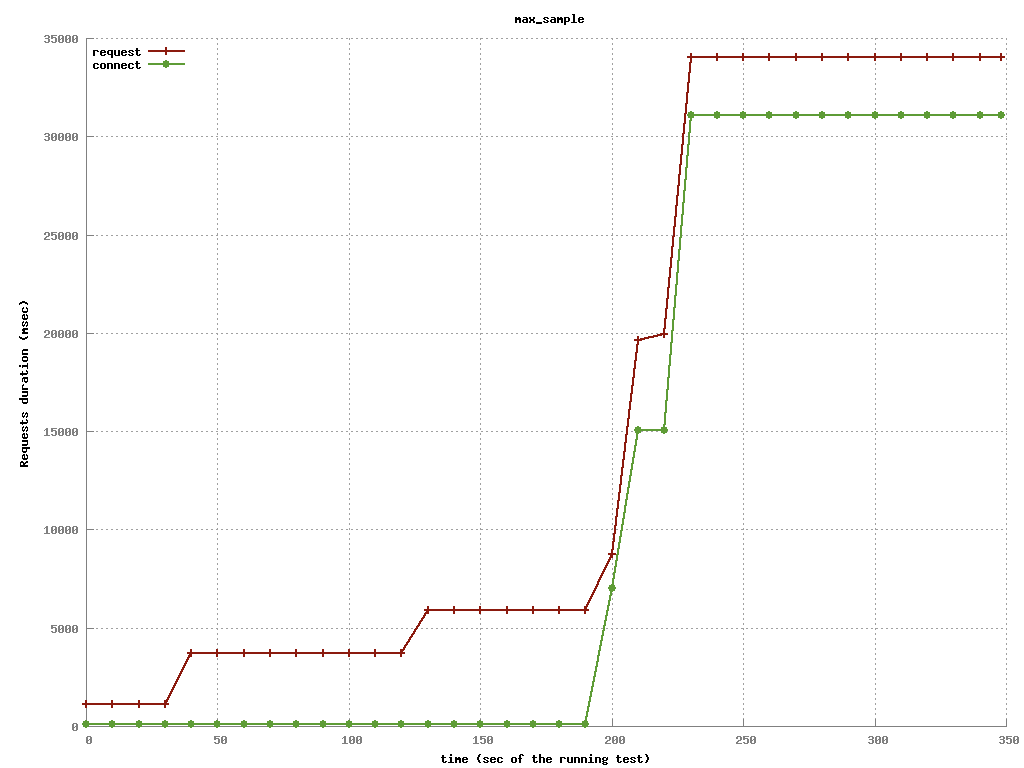 max_sample
request
connect
35000
30000
25000
20000
15000
10000
5000
0
Requests duration (msec)
0 50 100 150 200 250 300 350
time (sec of the running test)